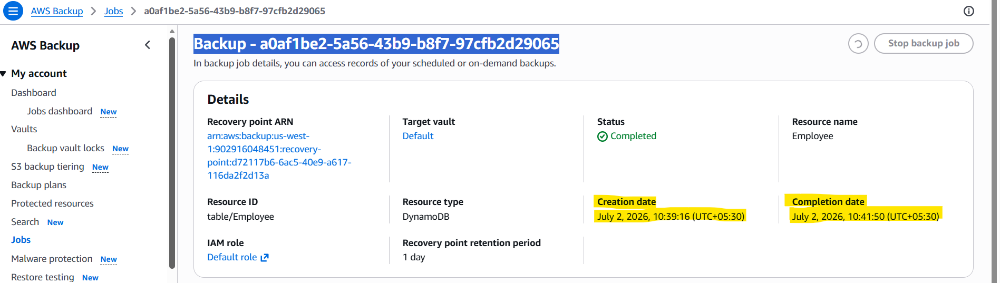 AWS Backup > Jobs > a0af1be2-5a56-43b9-b8f7-97cfb2d29065
AWS Backup
My account
Dashboard
Jobs dashboard New
Vaults
Backup vault locks New
S3 backup tiering New
Backup plans
Protected resources
Search New
Jobs
Malware protection New
Restore testing New
Backup - a0af1be2-5a56-43b9-b8f7-97cfb2d29065
Stop backup job
In backup job details, you can access records of your scheduled or on-demand backups.
Details
Recovery point ARN
arn:aws:backup:us-west-
1:902916048451:recovery-
point:d72117b6-6ac5-40e9-a617-
116da2f2d13a
Target vault
Default
Status
Completed
Resource name
Employee
Resource ID
table/Employee
Resource type
DynamoDB
Creation date
July 2, 2026, 10:39:16 (UTC+05:30)
Completion date
July 2, 2026, 10:41:50 (UTC+05:30)
IAM role
Default role
Recovery point retention period
1 day